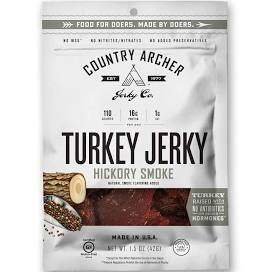 FOOD FOR DOERS. MADE BY DOERS.
NO MSG* NO NITRITES/NITRATES NO ADDED PRESERVATIVES
COUNTRY ARCHER
EST 1977
Jerky Co.
110 16g 1g
CALORIES PROTEIN FAT
TURKEY JERKY
HICKORY SMOKE
NATURAL SMOKE FLAVORING ADDED
TURKEY
RAISED WITH
NO ANTIBIOTICS
HORMONES
MADE IN U.S.A.
NET WT. 1.5 OZ (42G)
GF